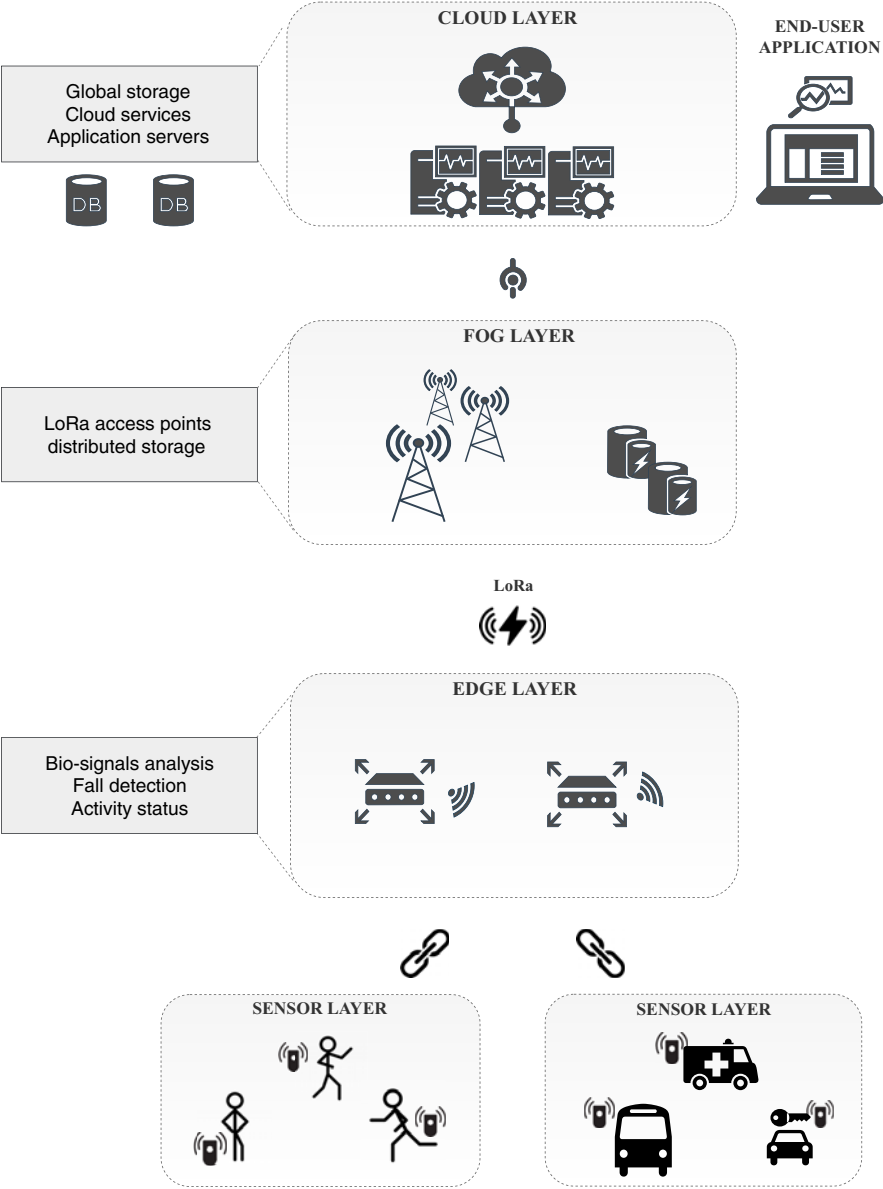 CLOUD LAYER
END-USER
APPLICATION
Global storage
Cloud services
Application servers
DB
DB
FOG LAYER
LoRa access points
distributed storage
LoRa
EDGE LAYER
Bio-signals analysis
Fall detection
Activity status
SENSOR LAYER
SENSOR LAYER